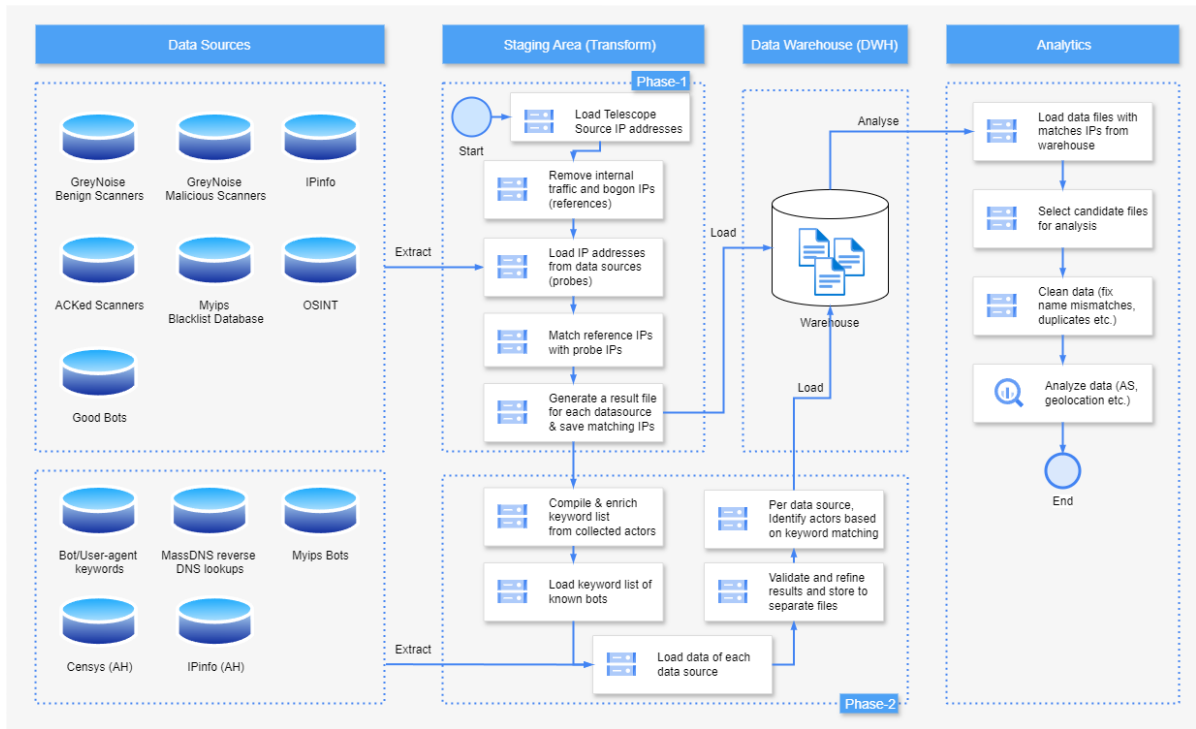 Data Sources
Staging Area (Transform)
Data Warehouse (DWH)
Analytics
GreyNoise
Benign Scanners
GreyNoise
Malicious Scanners
IPinfo
ACKed Scanners
Myips
Blacklist Database
OSINT
Good Bots
Bot/User-agent
keywords
MassDNS reverse
DNS lookups
Myips Bots
Censys (AH)
IPinfo (AH)
Extract
Extract
Phase-1
Start
Load Telescope
Source IP addresses
Remove internal
traffic and bogon IPs
(references)
Load IP addresses
from data sources
(probes)
Match reference IPs
with probe IPs
Generate a result file
for each datasource
& save matching IPs
Compile & enrich
keyword list
from collected actors
Load keyword list of
known bots
Load data of each
data source
Validate and refine
results and store to
separate files
Per data source,
Identify actors based
on keyword matching
Phase-2
Load
Load
Warehouse
Analyse
Load data files with
matches IPs from
warehouse
Select candidate files
for analysis
Clean data (fix
name mismatches,
duplicates etc.)
Analyze data (AS,
geolocation etc.)
End